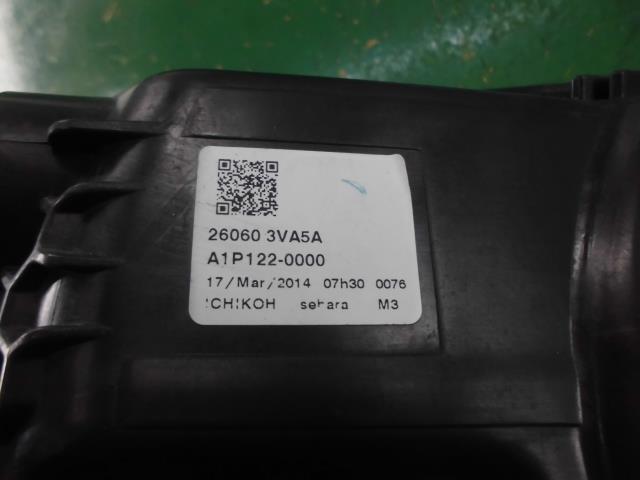 26060 3VA5A
A1P122-0000
17/Mar/2014 07h30 0076
ICHIKOH sehara M3